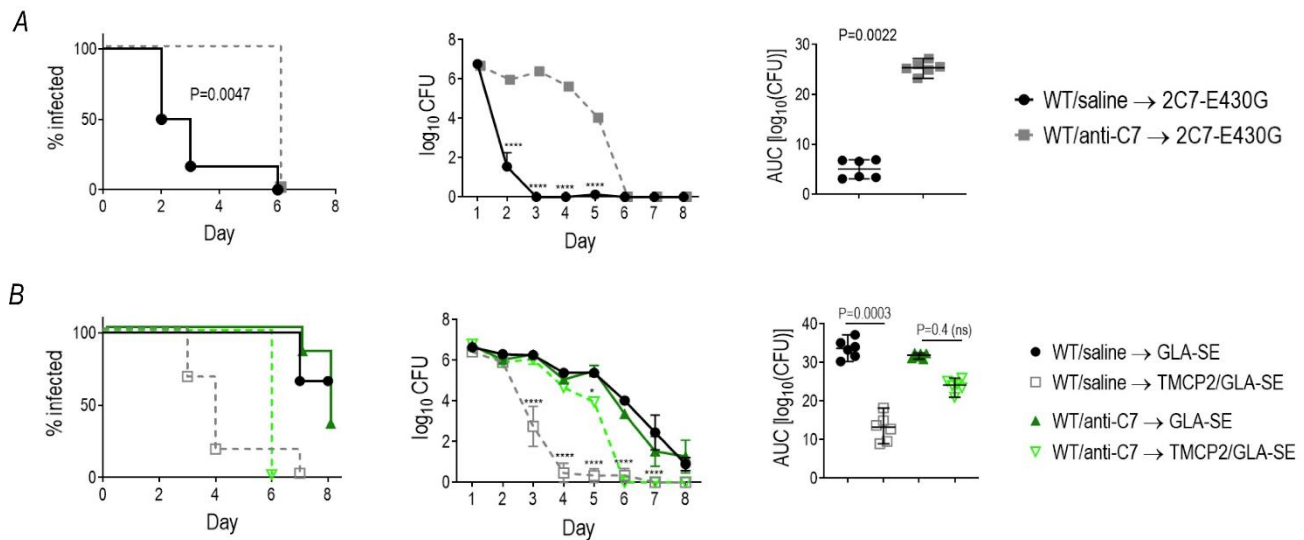 A
% infected
100
50
0
P=0.0047
0 2 4 6 8
Day
log10 CFU
8
6
4
2
0
****
**** **** ****
1 2 3 4 5 6 7 8
Day
AUC [log10(CFU)]
30
20
10
0
P=0.0022
WT/saline → 2C7-E430G
WT/anti-C7 → 2C7-E430G
B
% infected
100
50
0
0 2 4 6 8
Day
log10 CFU
8
6
4
2
0
****
*
**** **** **** ****
1 2 3 4 5 6 7 8
Day
AUC [log10(CFU)]
40
30
20
10
0
P=0.0003
P=0.4 (ns)
WT/saline → GLA-SE
WT/saline → TMCP2/GLA-SE
WT/anti-C7 → GLA-SE
WT/anti-C7 → TMCP2/GLA-SE